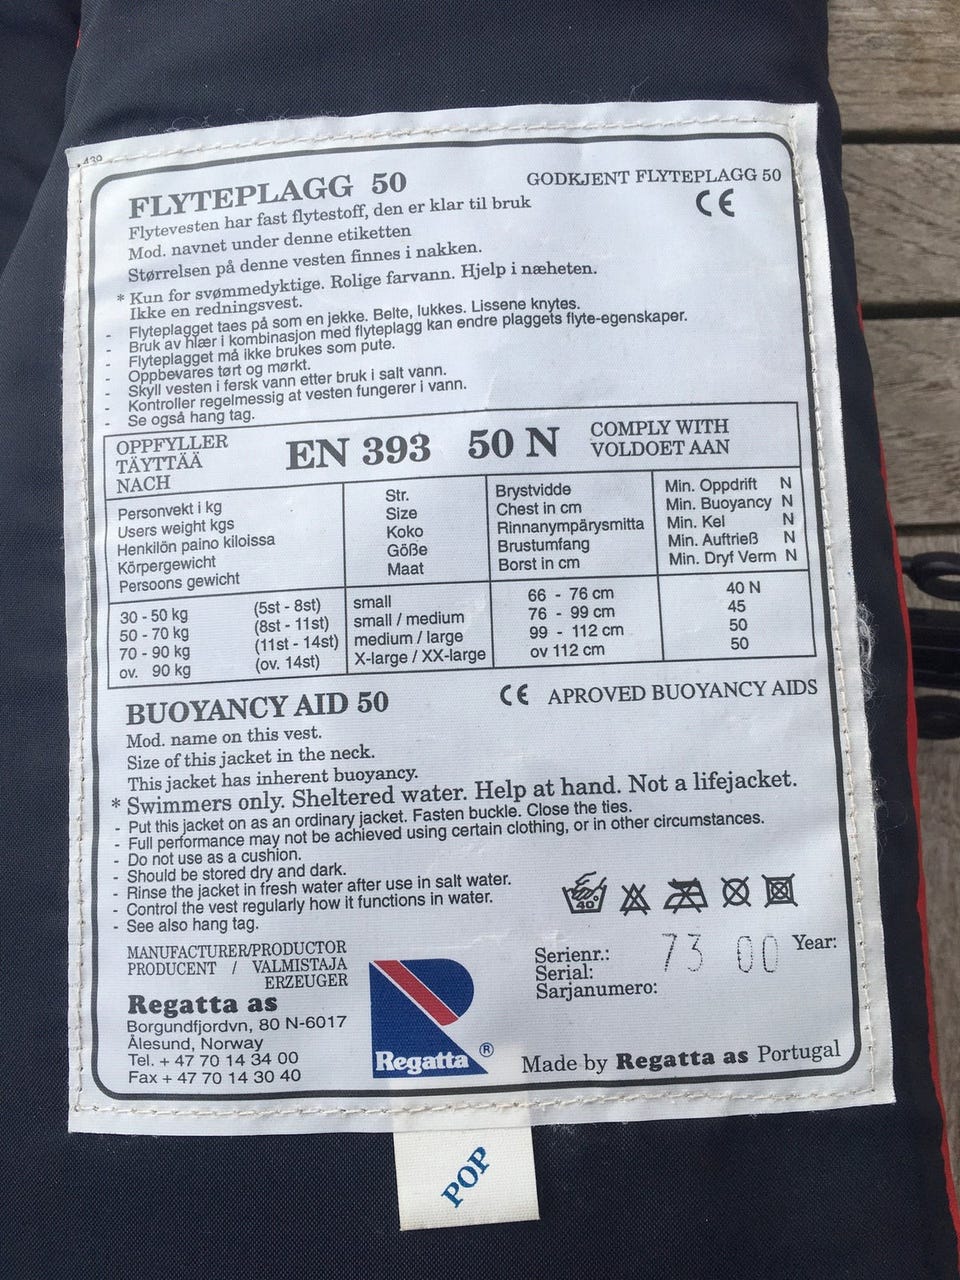 439
FLYTEPLAGG 50
GODKJENT FLYTEPLAGG 50
CE
Flytevesten har fast flytestoff, den er klar til bruk
Mod. navnet under denne etiketten
Størrelsen på denne vesten finnes i nakken.
* Kun for svømmedyktige. Rolige farvann. Hjelp i næheten.
Ikke en redningsvest.
- Flyteplagget taes på som en jekke. Belte, lukkes. Lissene knytes.
- Bruk av hlær i kombinasjon med flyteplagg kan endre plaggets flyte-egenskaper.
- Flyteplagget må ikke brukes som pute.
- Oppbevares tørt og mørkt.
- Skyll vesten i fersk vann etter bruk i salt vann.
- Kontroller regelmessig at vesten fungerer i vann.
- Se også hang tag.
OPPFYLLER
TÄYTTÄÄ
NACH
EN 393 50 N
COMPLY WITH
VOLDOET AAN
Personvekt i kg
Users weight kgs
Henkilön paino kiloissa
Körpergewicht
Persoons gewicht
Str.
Size
Koko
Göße
Maat
Brystvidde
Chest in cm
Rinnanympärysmitta
Brustumfang
Borst in cm
Min. Oppdrift N
Min. Buoyancy N
Min. Kel N
Min. Auftrieß N
Min. Dryf Verm N
30 - 50 kg (5st - 8st) small 66 - 76 cm 40 N
50 - 70 kg (8st - 11st) small / medium 76 - 99 cm 45
70 - 90 kg (11st - 14st) medium / large 99 - 112 cm 50
ov. 90 kg (ov. 14st) X-large / XX-large ov 112 cm 50
BUOYANCY AID 50
CE APROVED BUOYANCY AIDS
Mod. name on this vest.
Size of this jacket in the neck.
This jacket has inherent buoyancy.
* Swimmers only. Sheltered water. Help at hand. Not a lifejacket.
- Put this jacket on as an ordinary jacket. Fasten buckle. Close the ties.
- Full performance may not be achieved using certain clothing, or in other circumstances.
- Do not use as a cushion.
- Should be stored dry and dark.
- Rinse the jacket in fresh water after use in salt water.
- Control the vest regularly how it functions in water.
- See also hang tag.
40°
MANUFACTURER/PRODUCTOR
PRODUCENT / VALMISTAJA
ERZEUGER
Regatta as
Borgundfjordvn, 80 N-6017
Ålesund, Norway
Tel. + 47 70 14 34 00
Fax + 47 70 14 30 40
Regatta ®
Serienr.:
Serial:
Sarjanumero:
73 00
Year:
Made by Regatta as Portugal
POP